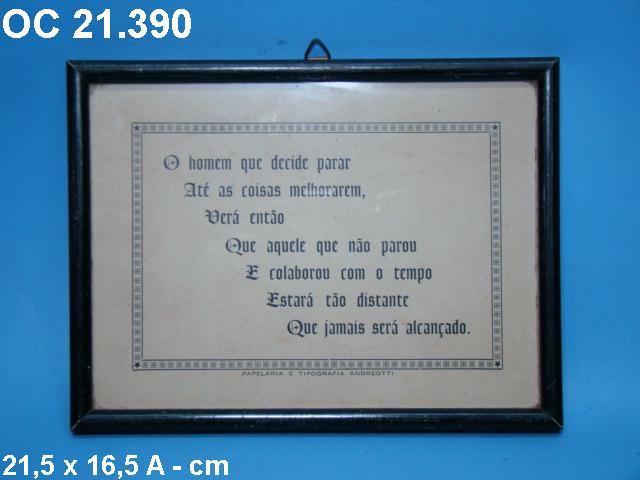 OC 21.390
O homem que decide parar
Até as coisas melhorarem,
Verá então
Que aquele que não parou
E colaborou com o tempo
Estará tão distante
Que jamais será alcançado.
PAPELARIA E TIPOGRAFIA ANDREOTTI
21,5 x 16,5 A - cm